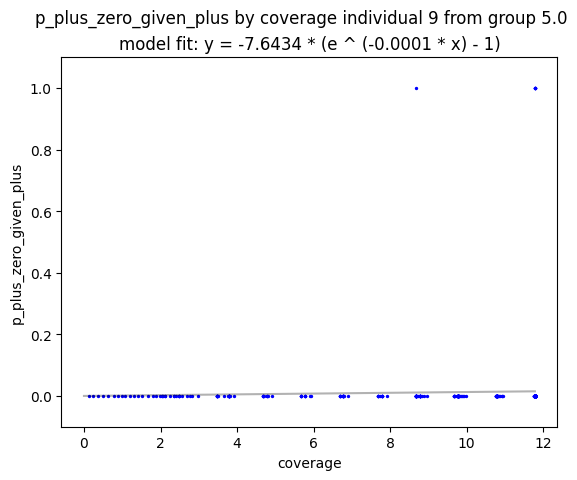 p_plus_zero_given_plus by coverage individual 9 from group 5.0
model fit: y = -7.6434 * (e ^ (-0.0001 * x) - 1)
p_plus_zero_given_plus
1.0
0.8
0.6
0.4
0.2
0.0
0 2 4 6 8 10 12
coverage